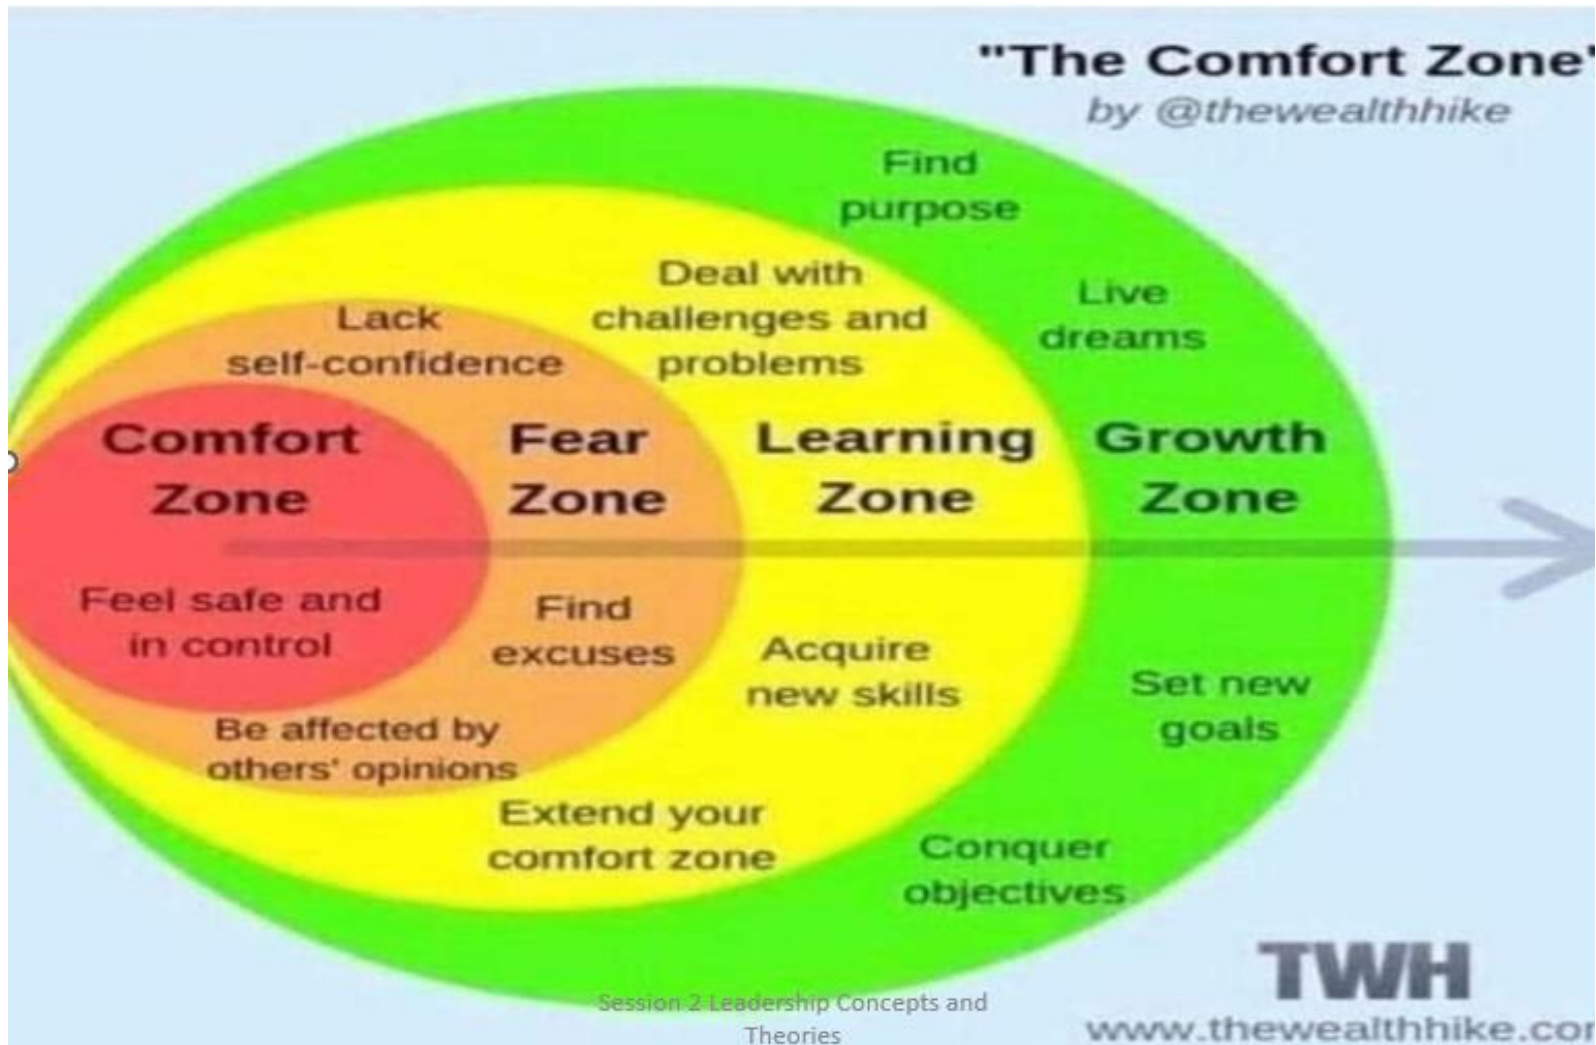 "The Comfort Zone"
by @thewealthhike
Find
purpose
Live
dreams
Deal with
challenges and
problems
Lack
self-confidence
Comfort
Zone
Fear
Zone
Learning
Zone
Growth
Zone
Feel safe and
in control
Find
excuses
Acquire
new skills
Set new
goals
Be affected by
others' opinions
Extend your
comfort zone
Conquer
objectives
TWH
www.thewealthhike.com
Session 2 Leadership Concepts and
Theories